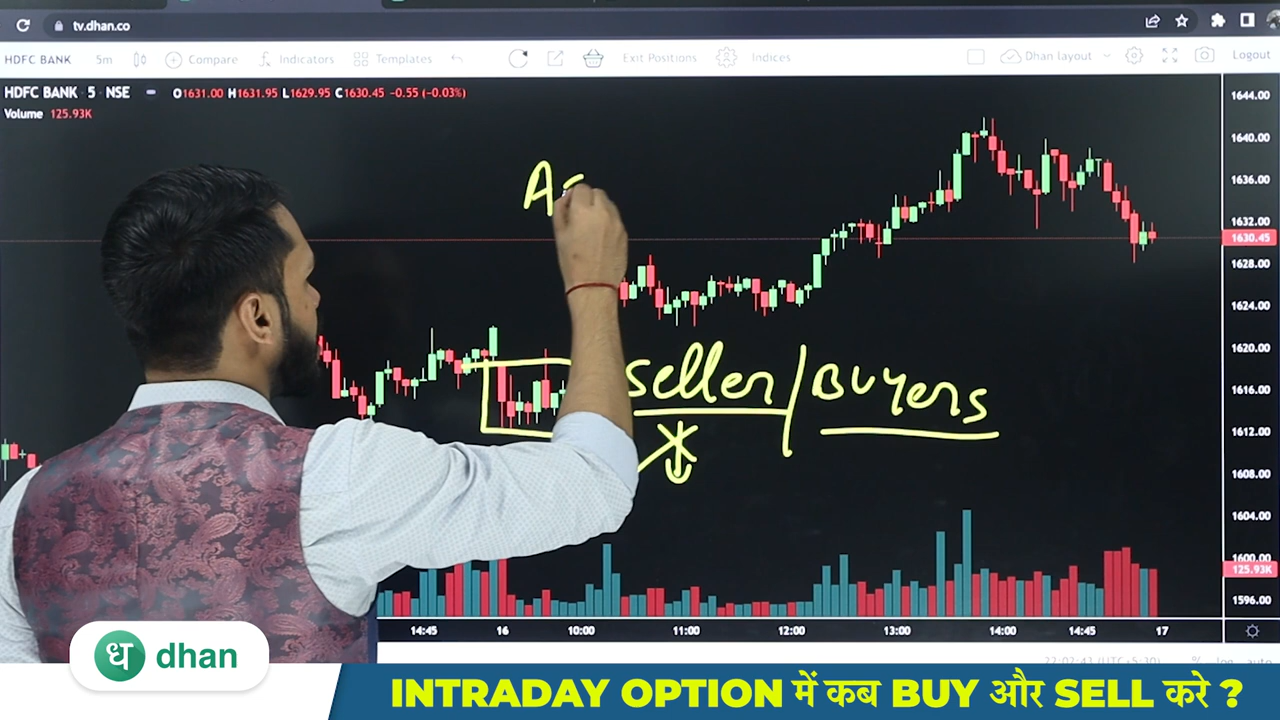 tv.dhan.co
HDFC BANK 5m Compare Indicators Templates Exit Positions Indices Dhan layout Logout
HDFC BANK 5 NSE O1631.00 H1631.95 L1629.95 C1630.45 −0.55 (−0.03%)
Volume 125.93K
1644.00
1640.00
1636.00
1632.00
1630.45
1628.00
1624.00
1620.00
1616.00
1612.00
1608.00
1604.00
1600.00
125.93K
1596.00
A
seller/Buyers
14:45 16 10:00 11:00 12:00 13:00 14:00 14:45 17
% log auto
ध dhan
INTRADAY OPTION में कब BUY और SELL करे ?